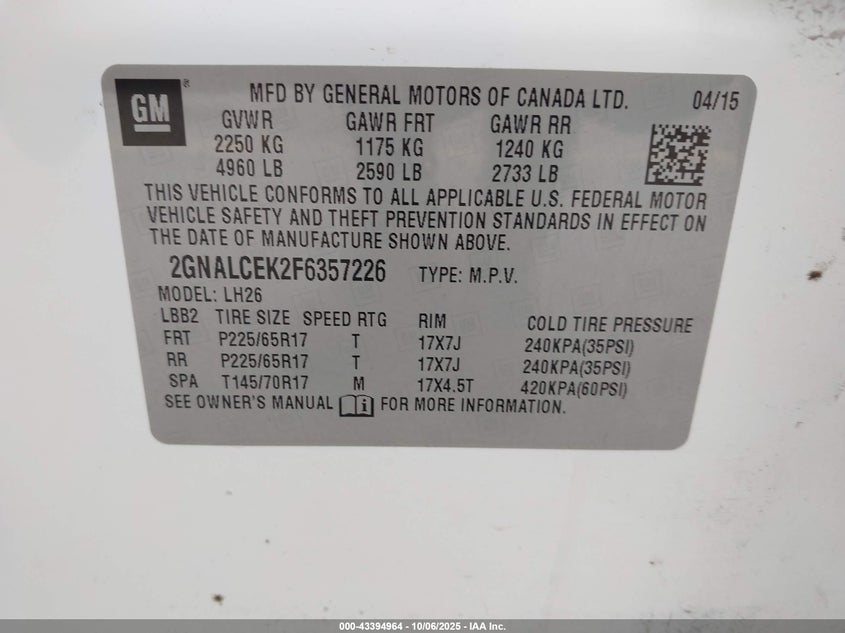 GM
®
MFD BY GENERAL MOTORS OF CANADA LTD. 04/15
GVWR GAWR FRT GAWR RR
2250 KG 1175 KG 1240 KG
4960 LB 2590 LB 2733 LB
THIS VEHICLE CONFORMS TO ALL APPLICABLE U.S. FEDERAL MOTOR
VEHICLE SAFETY AND THEFT PREVENTION STANDARDS IN EFFECT ON
THE DATE OF MANUFACTURE SHOWN ABOVE.
2GNALCEK2F6357226 TYPE: M.P.V.
MODEL: LH26
LBB2 TIRE SIZE SPEED RTG RIM COLD TIRE PRESSURE
FRT P225/65R17 T 17X7J 240KPA(35PSI)
RR P225/65R17 T 17X7J 240KPA(35PSI)
SPA T145/70R17 M 17X4.5T 420KPA(60PSI)
SEE OWNER'S MANUAL i FOR MORE INFORMATION.
000-43394964 - 10/06/2025 - IAA Inc.